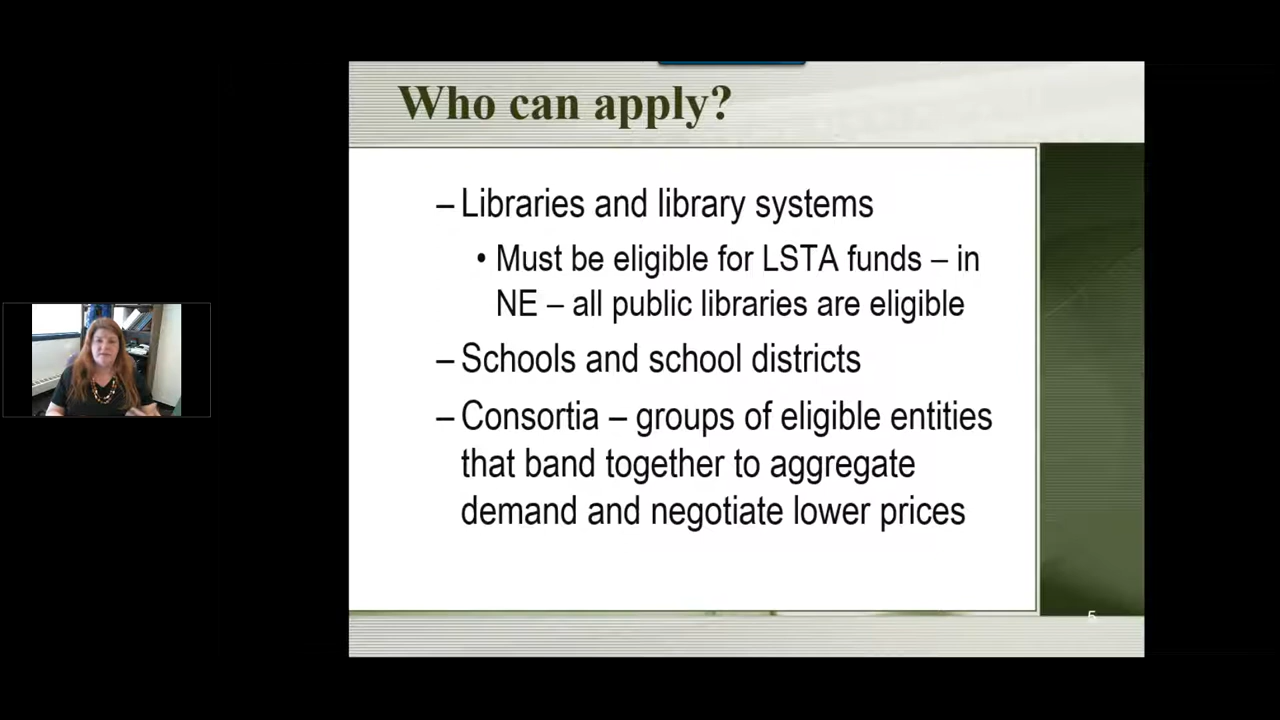 Who can apply?
– Libraries and library systems
• Must be eligible for LSTA funds – in
NE – all public libraries are eligible
– Schools and school districts
– Consortia – groups of eligible entities
that band together to aggregate
demand and negotiate lower prices
5